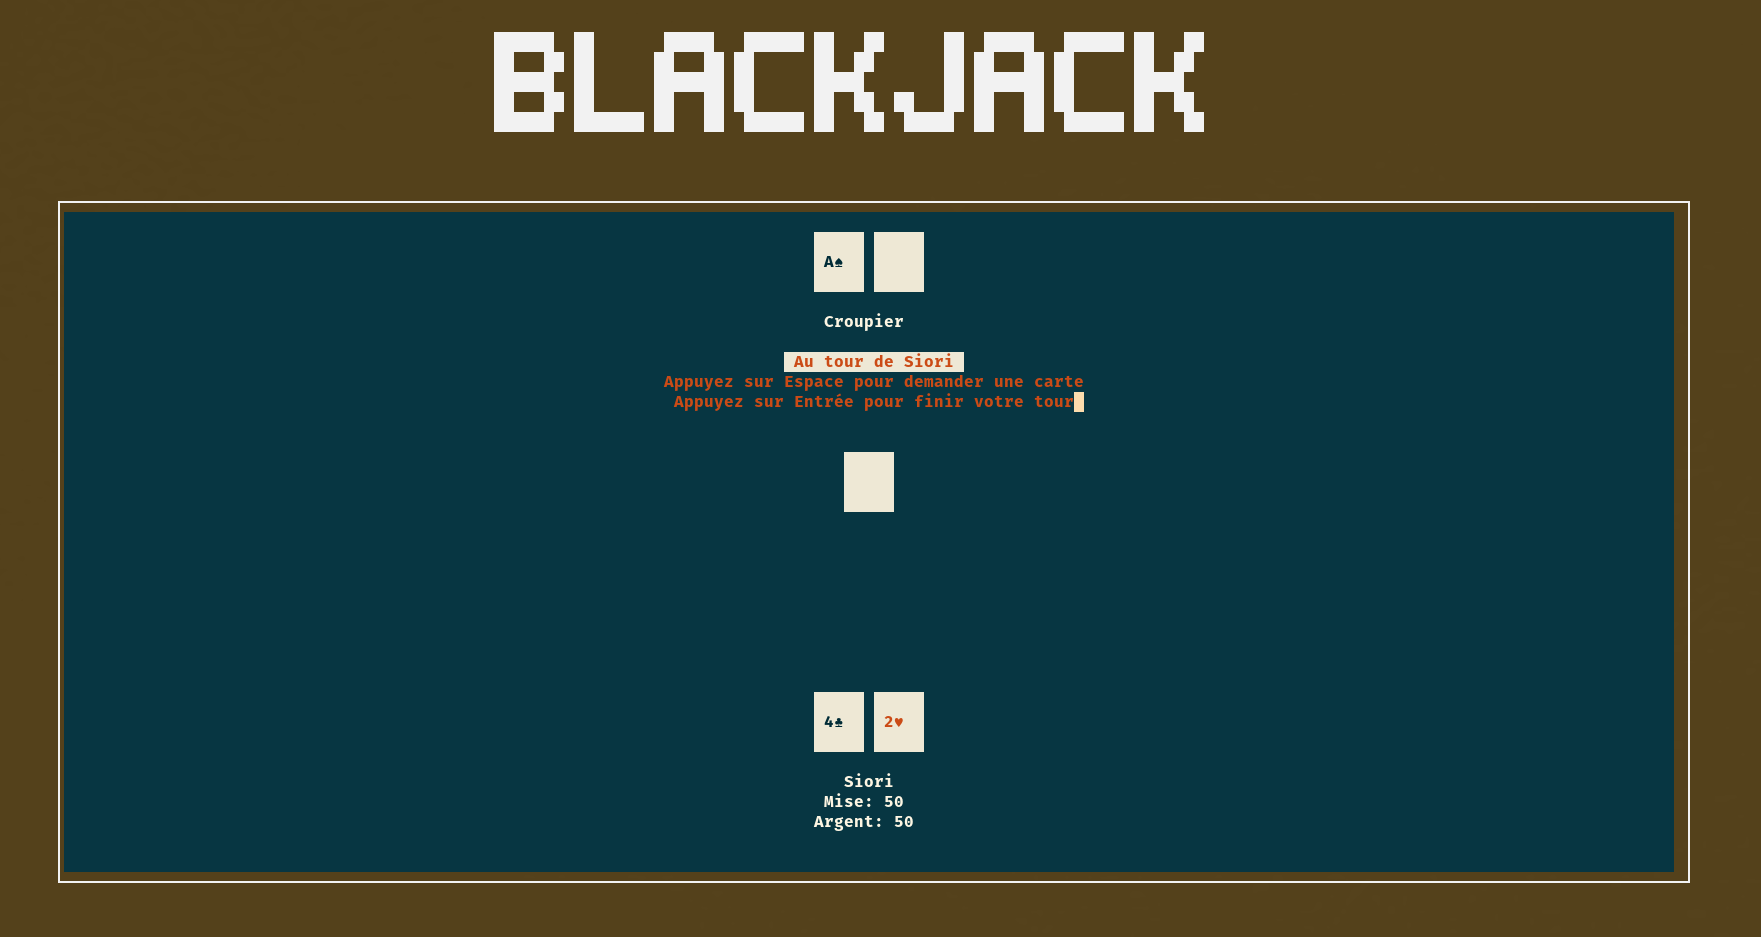 BLACKJACK
A♠
Croupier
Au tour de Siori
Appuyez sur Espace pour demander une carte
Appuyez sur Entrée pour finir votre tour
4♣ 2♥
Siori
Mise: 50
Argent: 50